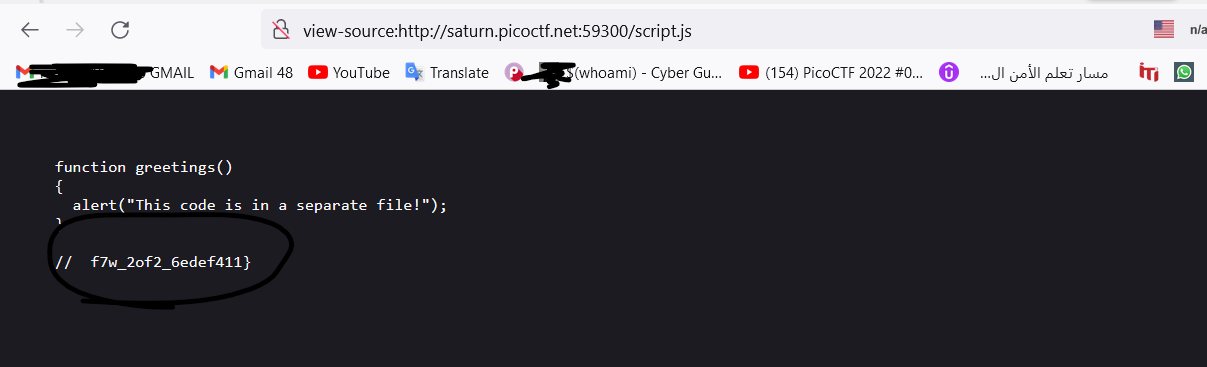 view-source:http://saturn.picoctf.net:59300/script.js n/a
GMAIL Gmail 48 YouTube Translate $(whoami) - Cyber Gu... (154) PicoCTF 2022 #0... مسار تعلم الأمن ال...
function greetings()
{
alert("This code is in a separate file!");
}
// f7w_2of2_6edef411}